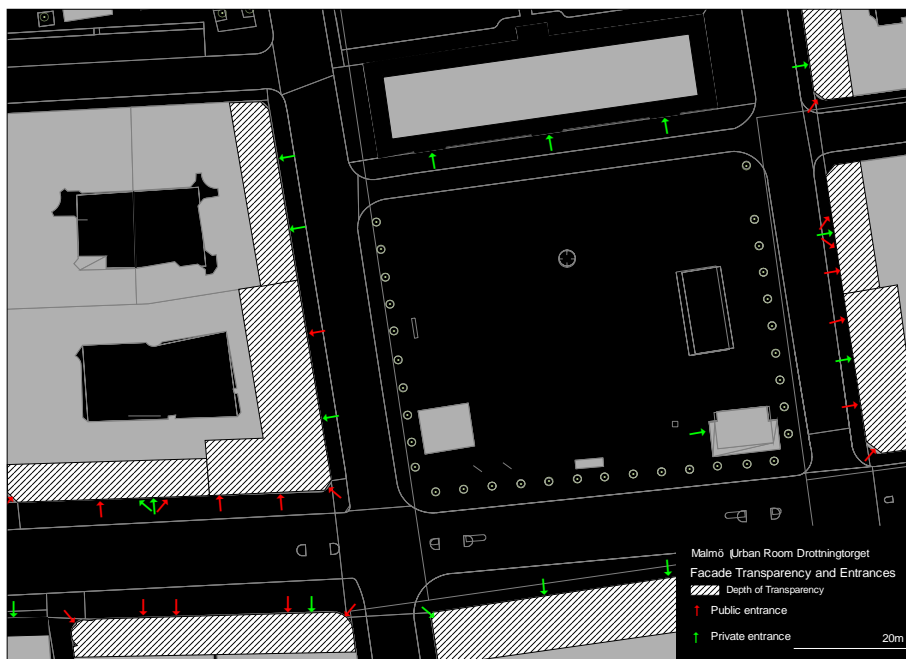 Malmö (Urban Room Drottningtorget
Facade Transparency and Entrances
Depth of Transparency
Public entrance
Private entrance
20m